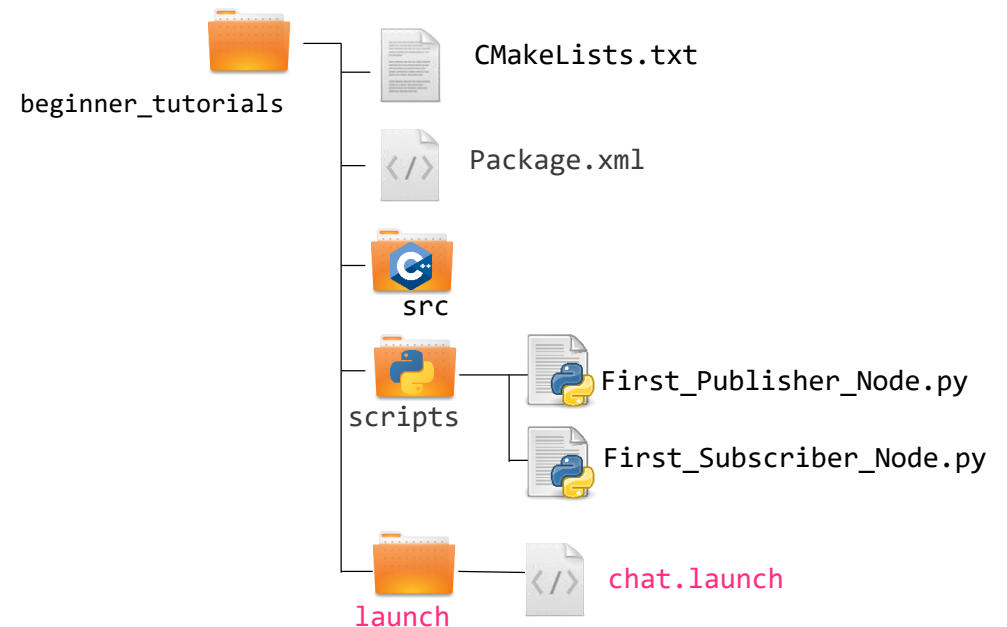 beginner_tutorials
CMakeLists.txt
Package.xml
</>
C++
src
scripts
First_Publisher_Node.py
First_Subscriber_Node.py
launch
</>
chat.launch